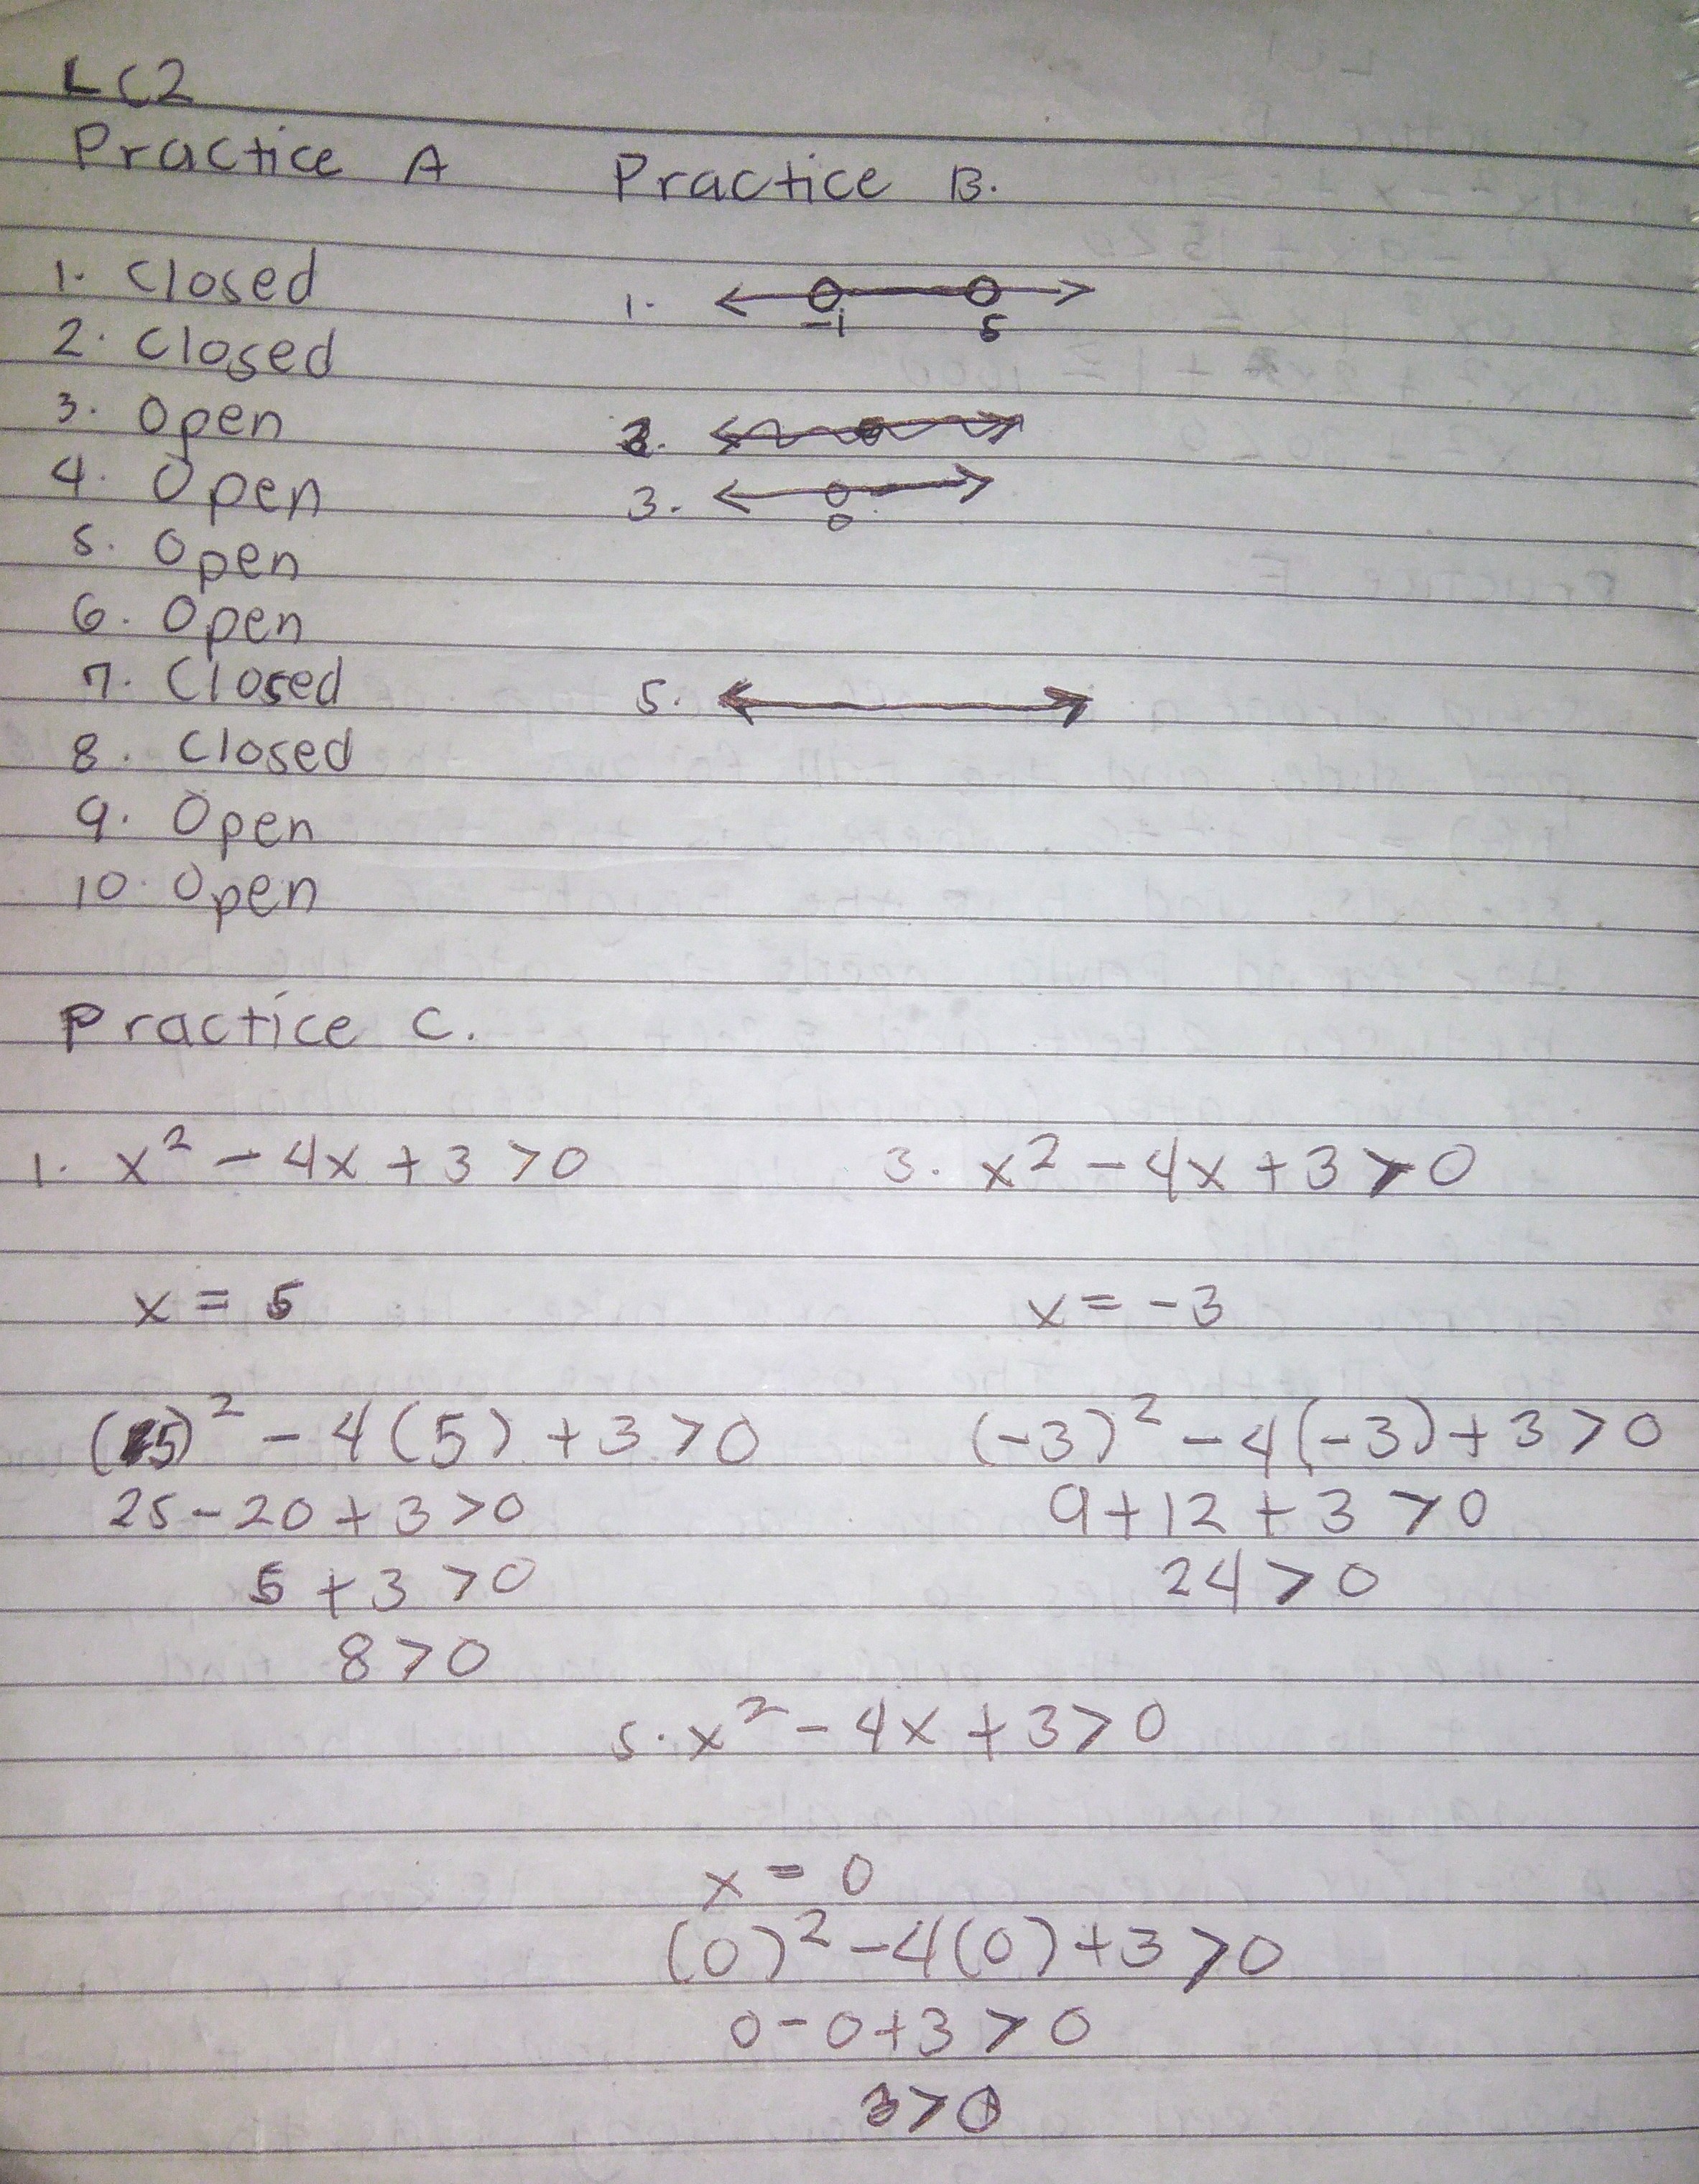 LC2
Practice A
1. Closed
2. Closed
3. Open
4. Open
5. Open
6. Open
7. Closed
8. Closed
9. Open
10. Open
Practice B.
1.
-1 5
2.
3.
0
5.
Practice C.
1. x² - 4x + 3 > 0
x = 5
(5)² - 4(5) + 3 > 0
25 - 20 + 3 > 0
5 + 3 > 0
8 > 0
3. x² - 4x + 3 > 0
x = -3
(-3)² - 4(-3) + 3 > 0
9 + 12 + 3 > 0
24 > 0
5. x² - 4x + 3 > 0
x = 0
(0)² - 4(0) + 3 > 0
0 - 0 + 3 > 0
3 > 0